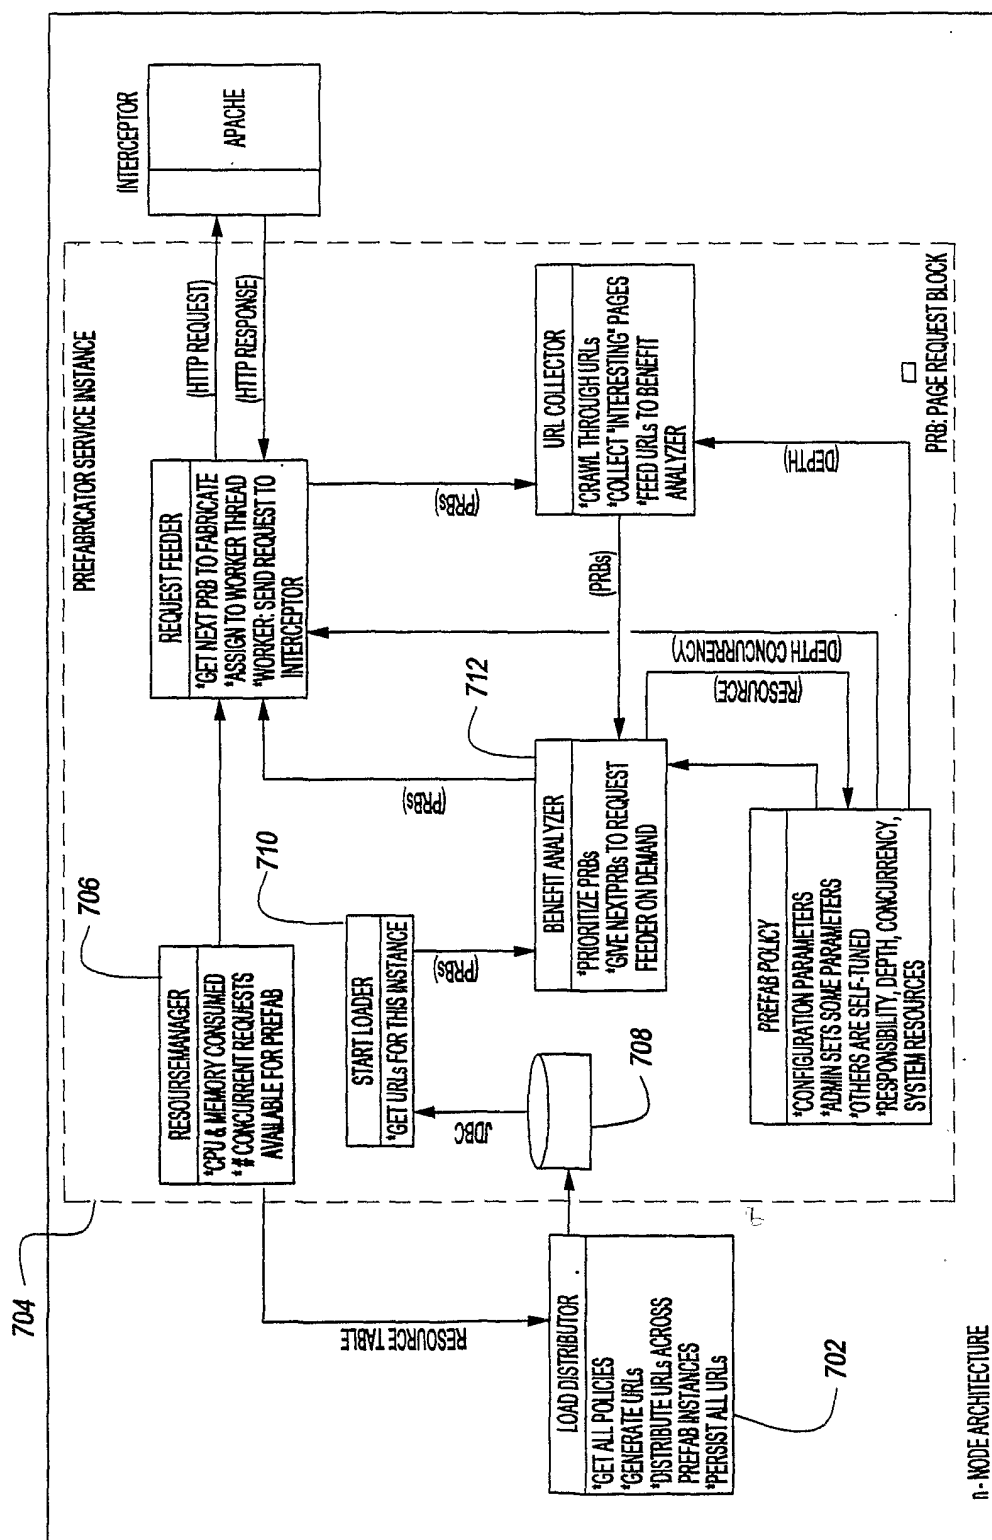 704
PREFABRICATOR SERVICE INSTANCE
INTERCEPTOR
APACHE
706
RESOURSEMANAGER
*CPU & MEMORY CONSUMED
*# CONCURRENT REQUESTS
AVAILABLE FOR PREFAB
REQUEST FEEDER
*GET NEXT PRB TO FABRICATE
*ASSIGN TO WORKER THREAD
*WORKER: SEND REQUEST TO
INTERCEPTOR
(HTTP REQUEST)
(HTTP RESPONSE)
RESOURCE TABLE
710
START LOADER
*GET URLs FOR THIS INSTANCE
JDBC
708
(PRBs)
(PRBs)
(PRBs)
712
LOAD DISTRIBUTOR
*GET ALL POLICIES
*GENERATE URLs
*DISTRIBUTE URLs ACROSS
PREFAB INSTANCES
*PERSIST ALL URLs
702
BENEFIT ANALYZER
*PRIORITIZE PRBs
*GIVE NEXTPRBs TO REQUEST
FEEDER ON DEMAND
(PRBs)
URL COLLECTOR
*CRAWL THROUGH URLs
*COLLECT "INTERESTING" PAGES
*FEED URLs TO BENEFIT
ANALYZER
(DEPTH CONCURRENCY)
(RESOURCE)
(DEPTH)
PREFAB POLICY
*CONFIGURATION PARAMETERS
*ADMIN SETS SOME PARAMETERS
*OTHERS ARE SELF-TUNED
*RESPONSIBILITY, DEPTH, CONCURRENCY,
SYSTEM RESOURCES
PRB: PAGE REQUEST BLOCK
n - NODE ARCHITECTURE